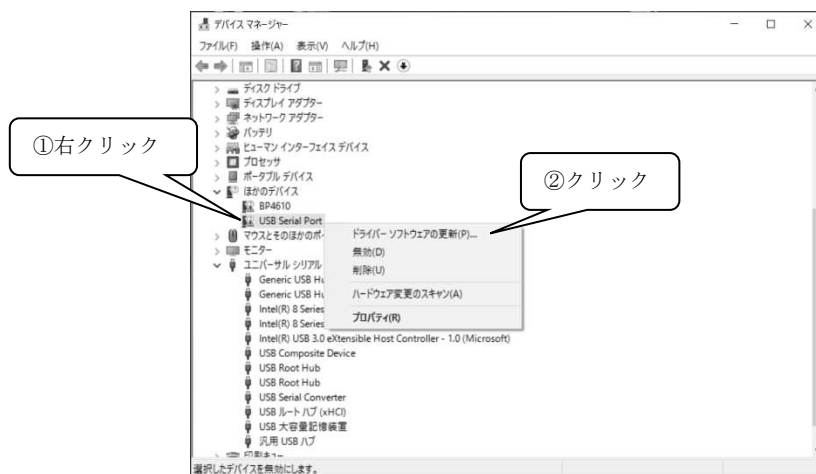 デバイス マネージャー
ファイル(F) 操作(A) 表示(V) ヘルプ(H)
ディスク ドライブ
ディスプレイ アダプター
ネットワーク アダプター
バッテリ
ヒューマン インターフェイス デバイス
プロセッサ
ポータブル デバイス
ほかのデバイス
BP4610
USB Serial Port
マウスとそのほかのポ
モニター
ユニバーサル シリアル
Generic USB Hu
Generic USB Hu
Intel(R) 8 Series
Intel(R) 8 Series
Intel(R) USB 3.0 eXtensible Host Controller - 1.0 (Microsoft)
USB Composite Device
USB Root Hub
USB Root Hub
USB Serial Converter
USB ルート ハブ (xHCI)
USB 大容量記憶装置
汎用 USB ハブ
印刷キュー
選択したデバイスを無効にします。
①右クリック
②クリック
ドライバー ソフトウェアの更新(P)...
無効(D)
削除(U)
ハードウェア変更のスキャン(A)
プロパティ(R)